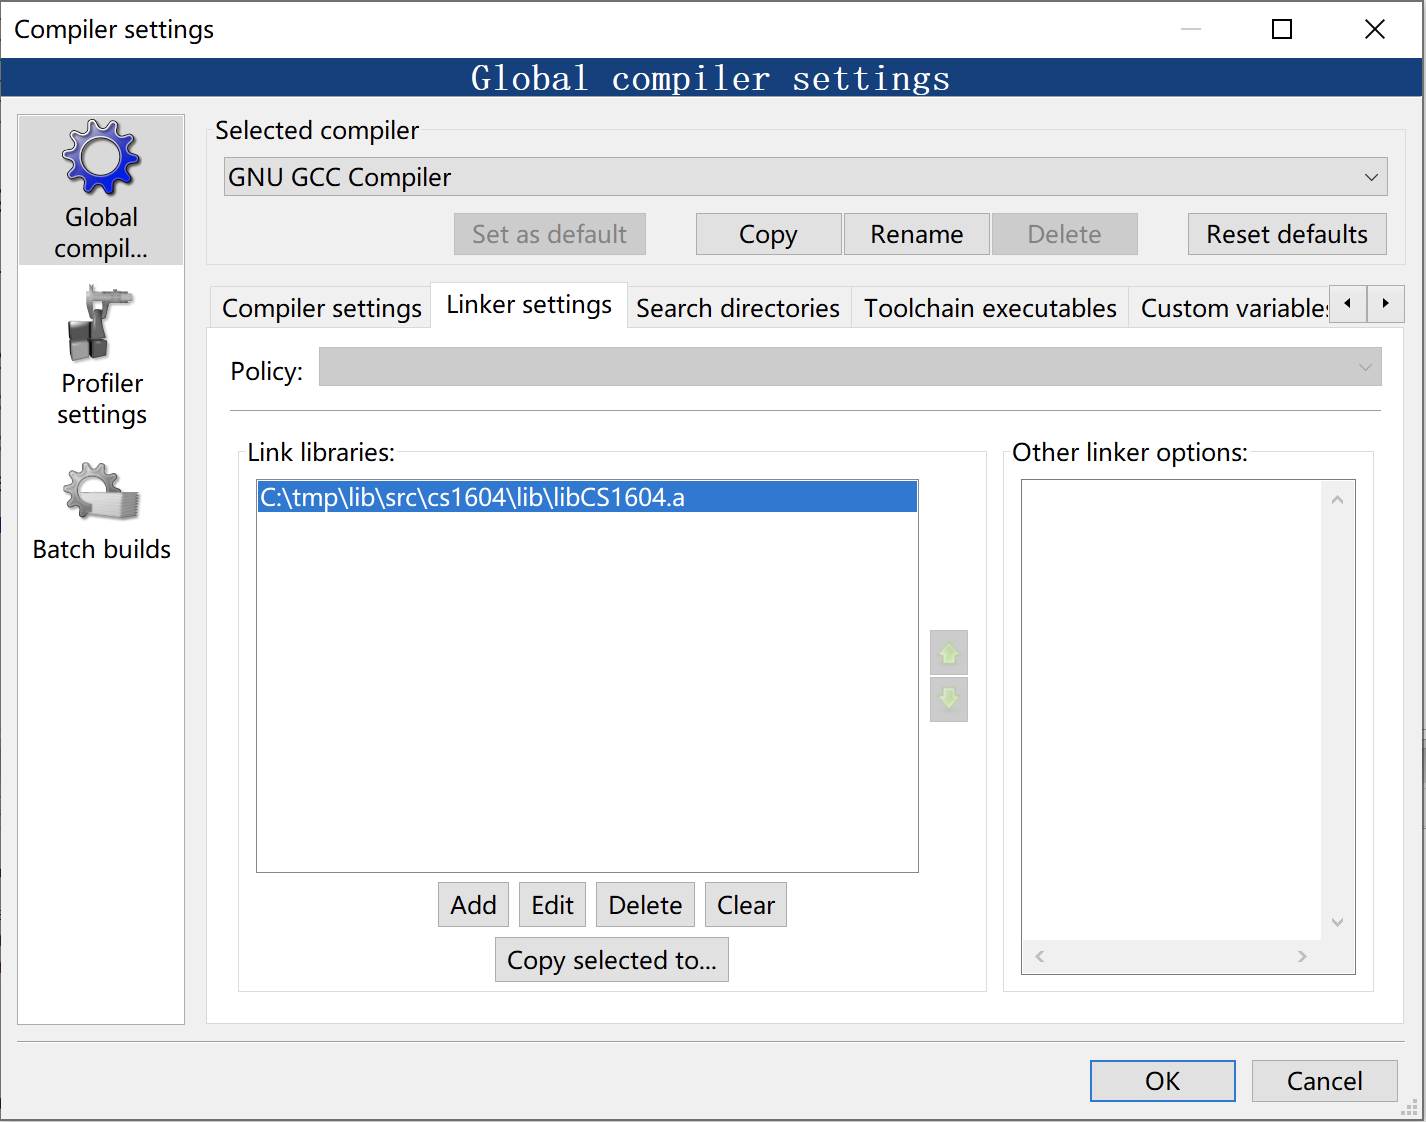 Compiler settings
Global compiler settings
Global
compil...
Profiler
settings
Batch builds
Selected compiler
GNU GCC Compiler
Set as default
Copy
Rename
Delete
Reset defaults
Compiler settings
Linker settings
Search directories
Toolchain executables
Custom variables
Policy:
Link libraries:
C:\tmp\lib\src\cs1604\lib\libCS1604.a
Add
Edit
Delete
Clear
Copy selected to...
Other linker options:
OK
Cancel